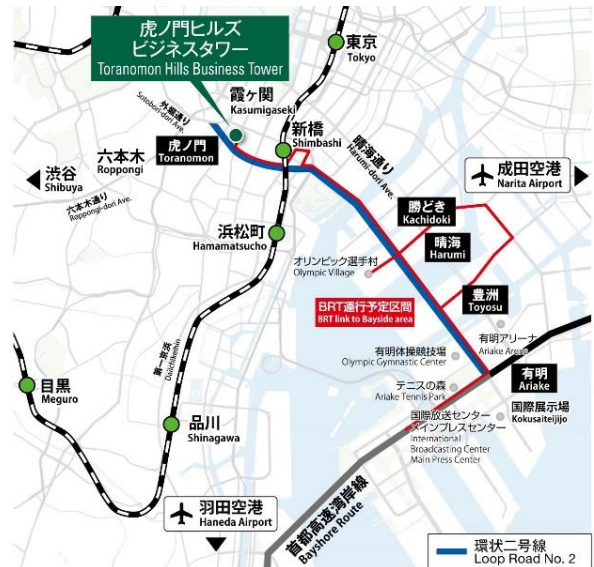 虎ノ門ヒルズ
ビジネスタワー
Toranomon Hills Business Tower
東京
Tokyo
霞ヶ関
Kasumigaseki
外堀通り
Sotobori-dori Ave.
新橋
Shimbashi
晴海通り
Harumi-dori Ave.
虎ノ門
Toranomon
六本木
Roppongi
渋谷
Shibuya
六本木通り
Roppongi-dori Ave.
成田空港
Narita Airport
勝どき
Kachidoki
浜松町
Hamamatsucho
晴海
Harumi
オリンピック選手村
Olympic Village
豊洲
Toyosu
BRT運行予定区間
BRT link to Bayside area
有明アリーナ
Ariake Arena
有明体操競技場
Olympic Gymnastic Center
第一京浜
Daiichikeihin
有明
Ariake
目黒
Meguro
テニスの森
Ariake Tennis Park
国際展示場
Kokusaiteijijo
品川
Shinagawa
国際放送センター
メインプレスセンター
International
Broadcasting Center
Main Press Center
羽田空港
Haneda Airport
首都高速湾岸線
Bayshore Route
環状二号線
Loop Road No. 2